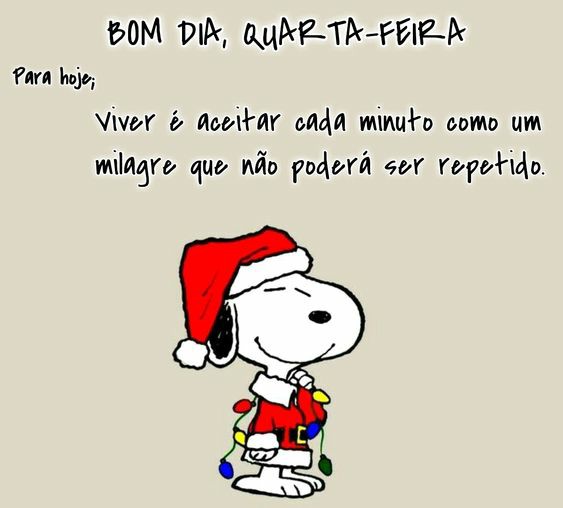 BOM DIA, QUARTA-FEIRA
Para hoje;
Viver é aceitar cada minuto como um
milagre que não poderá ser repetido.